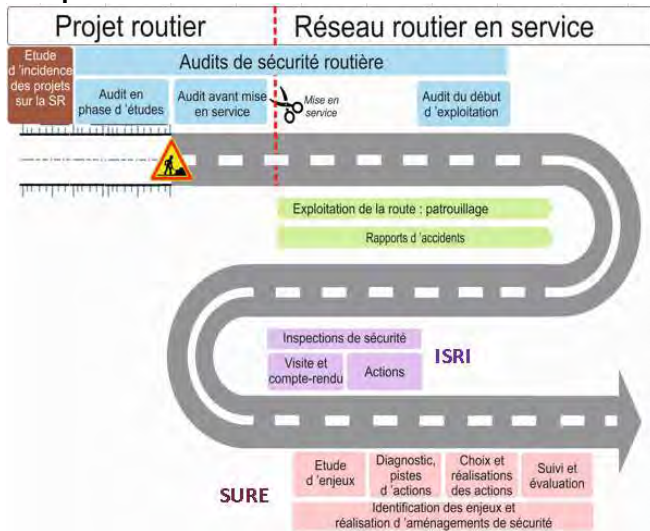 Projet routier
Réseau routier en service
Etude
d ’incidence
des projets
sur la SR
Audits de sécurité routière
Audit en
phase d ’études
Audit avant mise
en service
Mise en
service
Audit du début
d ’exploitation
Exploitation de la route : patrouillage
Rapports d ’accidents
Inspections de sécurité
ISRI
Visite et
compte-rendu
Actions
SURE
Etude
d ’enjeux
Diagnostic,
pistes
d ’actions
Choix et
réalisations
des actions
Suivi et
évaluation
Identification des enjeux et
réalisation d ’aménagements de sécurité